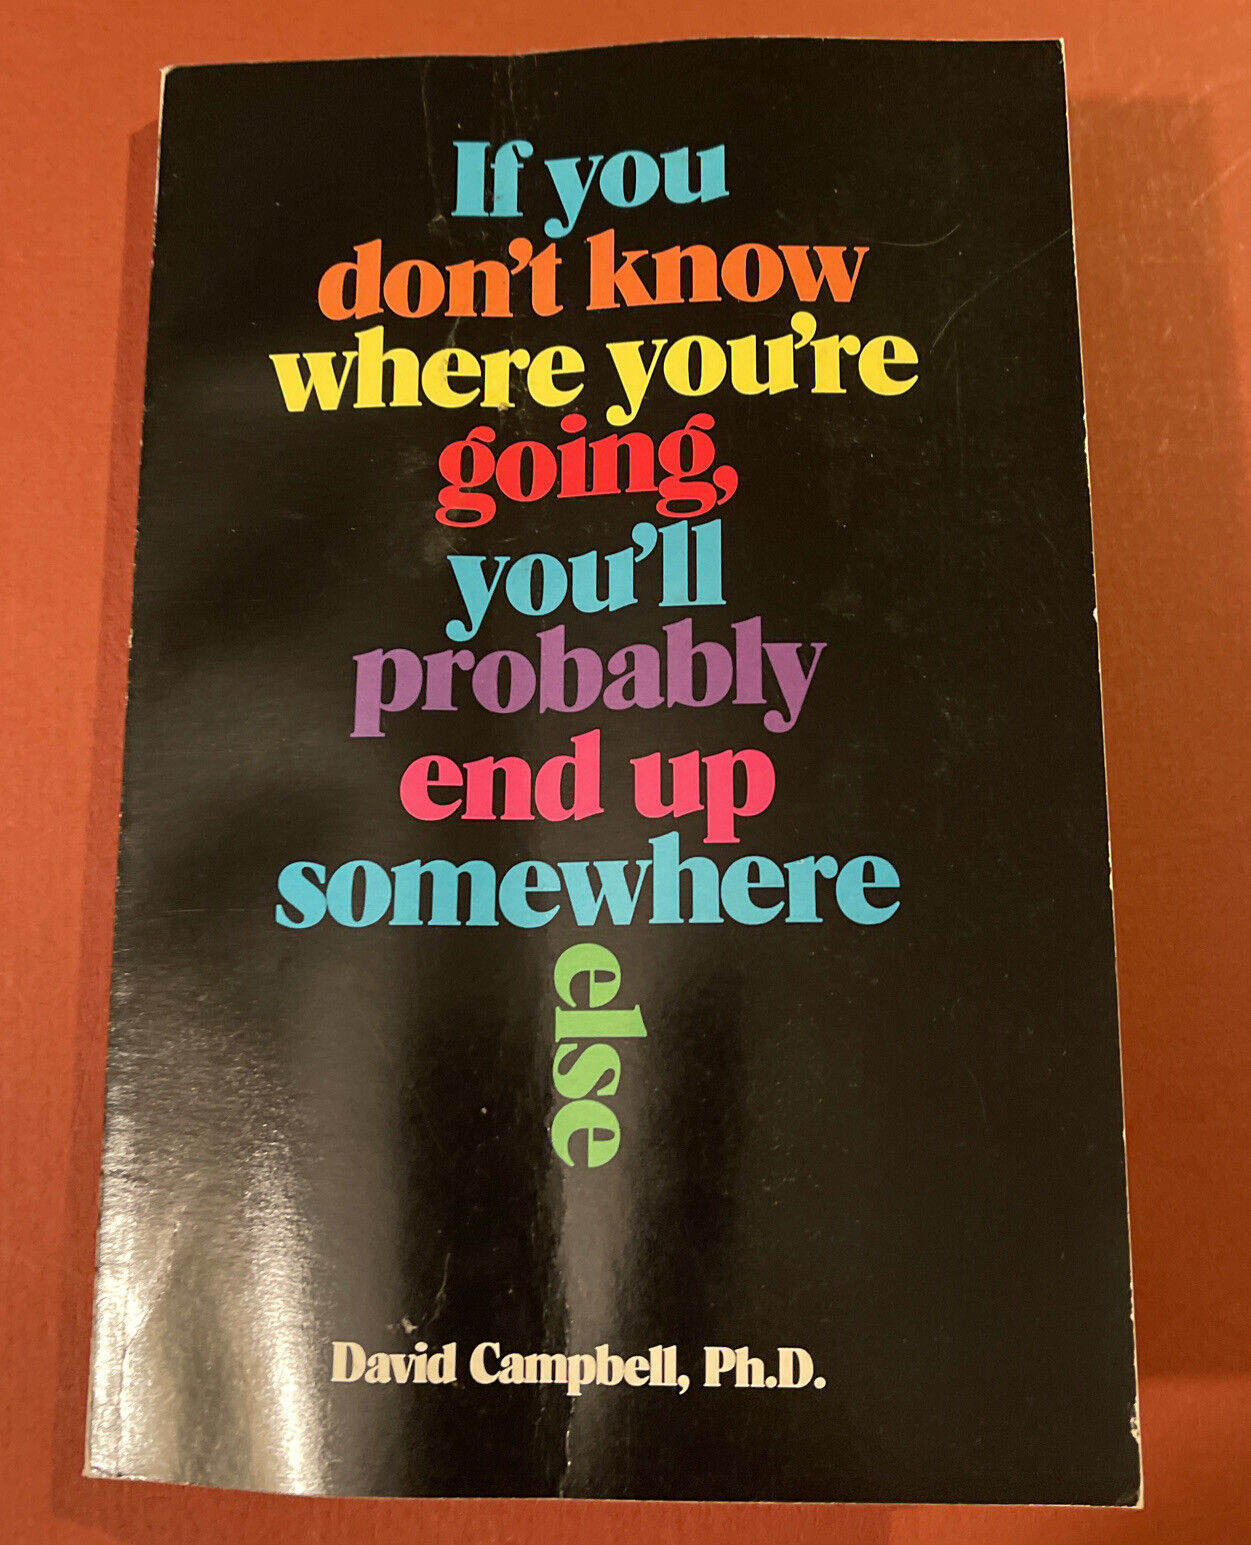 If you
don't know
where you're
going,
you'll
probably
end up
somewhere
else
David Campbell, Ph.D.